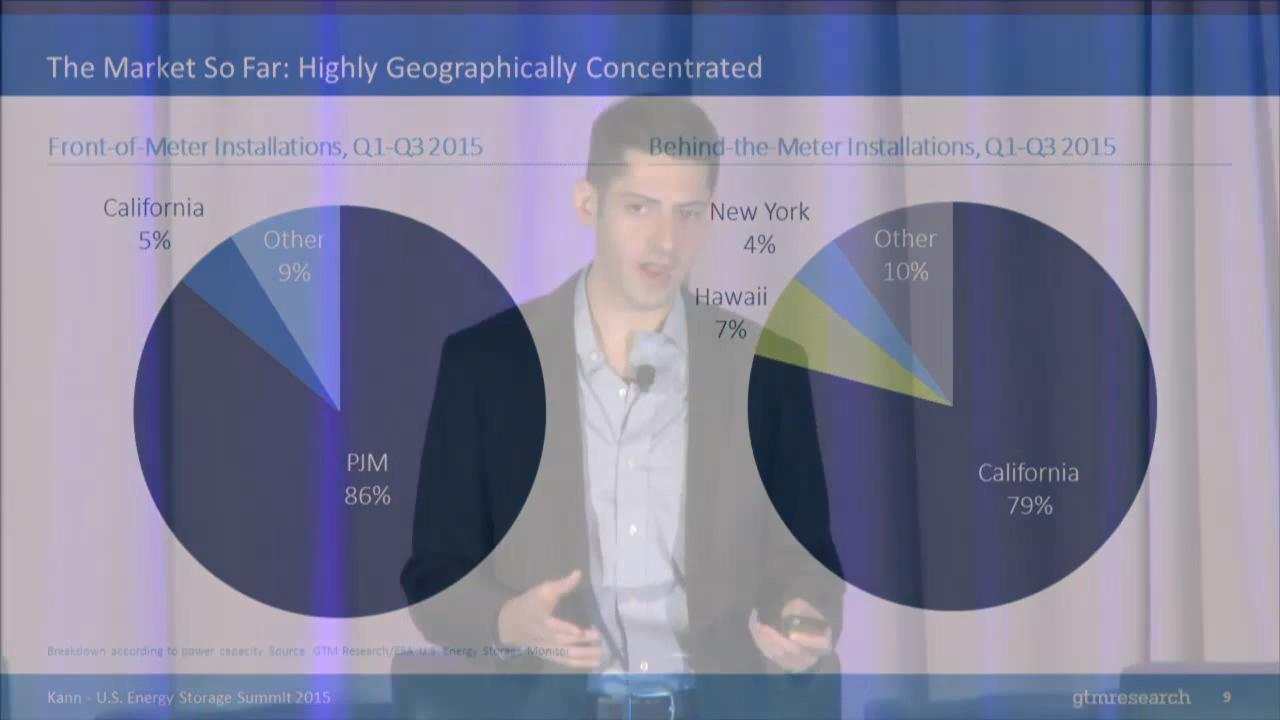 The Market So Far: Highly Geographically Concentrated
Front-of-Meter Installations, Q1-Q3 2015
Behind-the-Meter Installations, Q1-Q3 2015
California
5%
Other
9%
PJM
86%
New York
4%
Hawaii
7%
Other
10%
California
79%
Breakdown according to power capacity Source: GTM Research/ESA U.S. Energy Storage Monitor
Kann - U.S. Energy Storage Summit 2015
gtmresearch
9